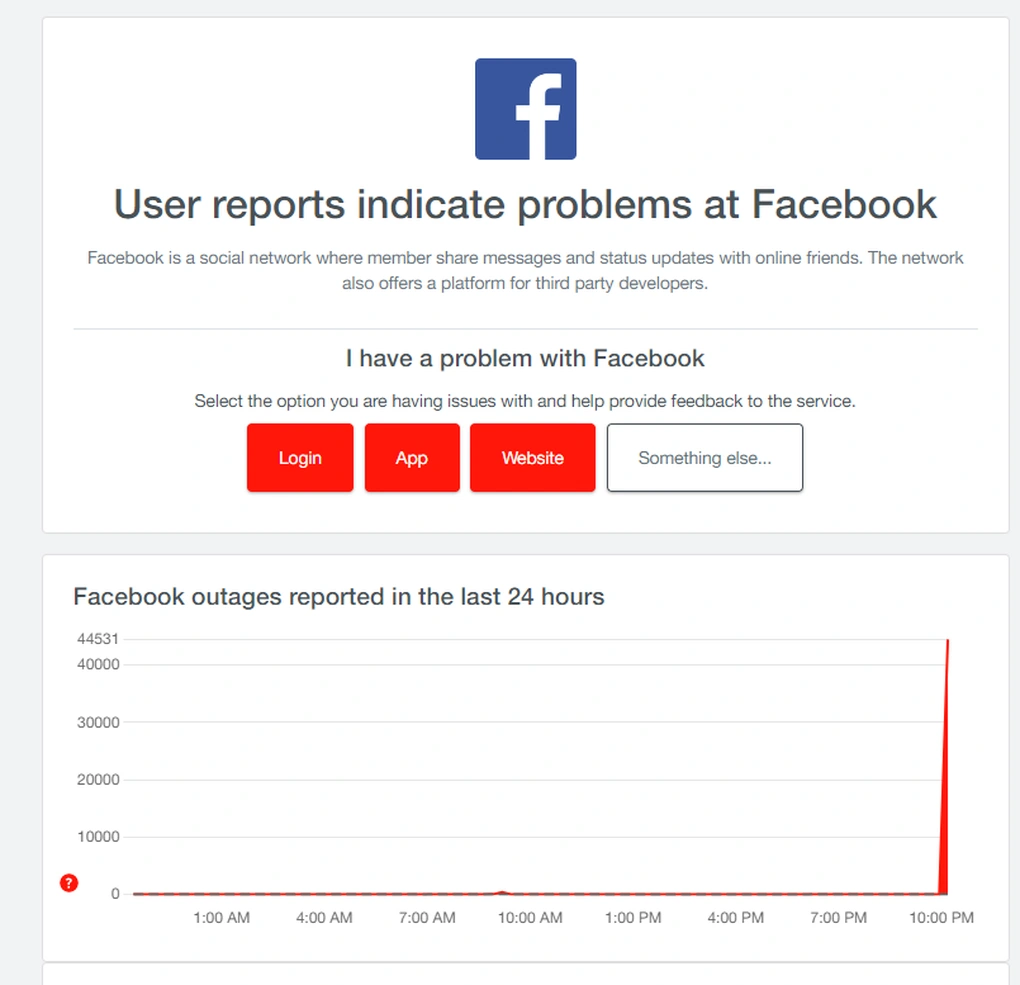 f
User reports indicate problems at Facebook
Facebook is a social network where member share messages and status updates with online friends. The network
also offers a platform for third party developers.
I have a problem with Facebook
Select the option you are having issues with and help provide feedback to the service.
Login App Website Something else...
Facebook outages reported in the last 24 hours
44531
40000
30000
20000
10000
? 0
1:00 AM 4:00 AM 7:00 AM 10:00 AM 1:00 PM 4:00 PM 7:00 PM 10:00 PM